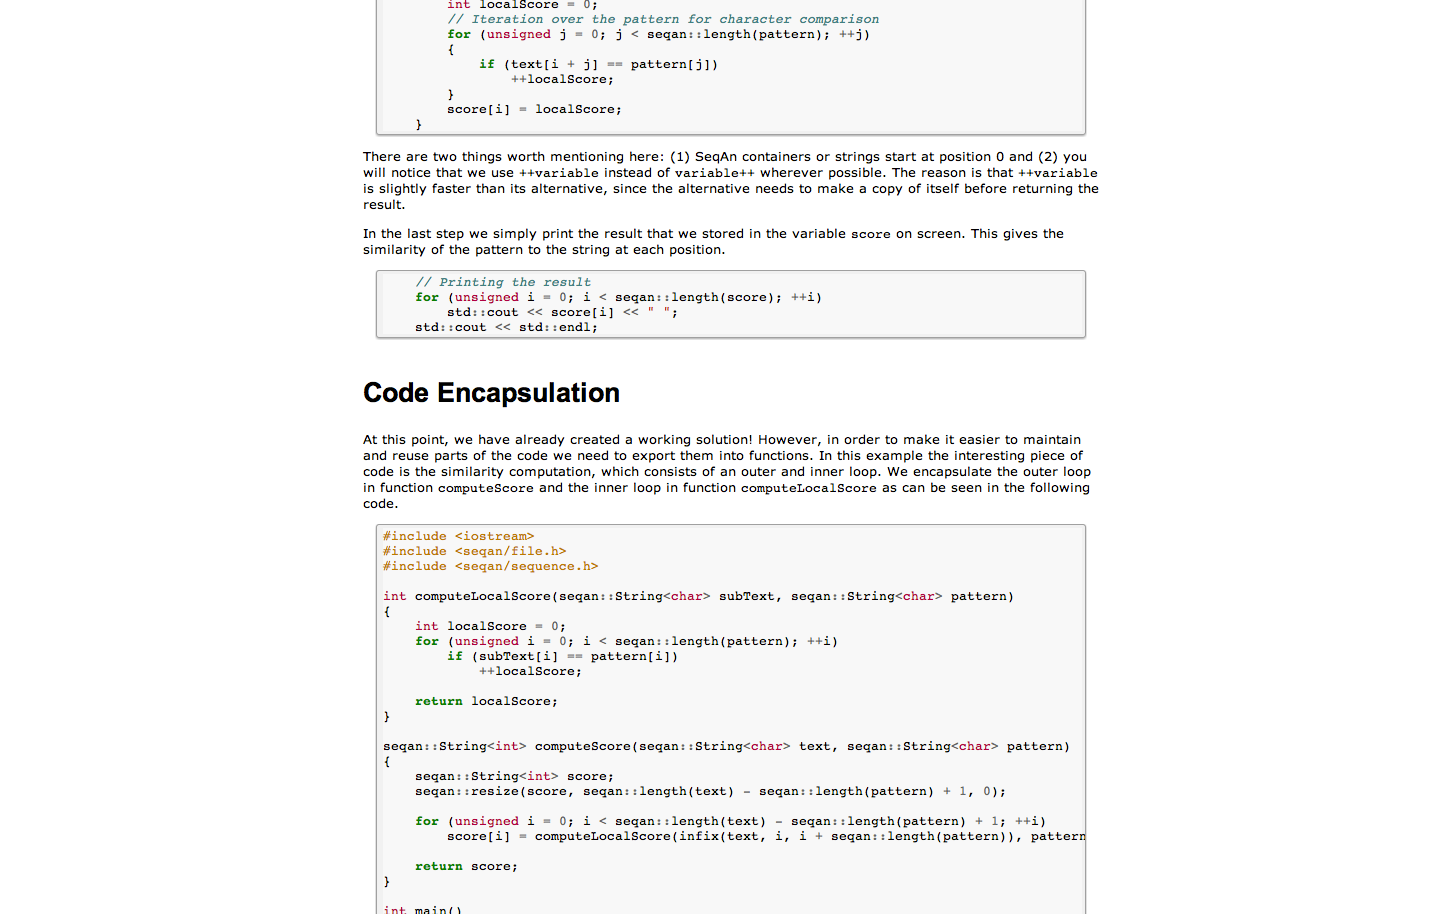 int localScore = 0;
// Iteration over the pattern for character comparison
for (unsigned j = 0; j < seqan::length(pattern); ++j)
{
if (text[i + j] == pattern[j])
++localScore;
}
score[i] = localScore;
}
There are two things worth mentioning here: (1) SeqAn containers or strings start at position 0 and (2) you
will notice that we use ++variable instead of variable++ wherever possible. The reason is that ++variable
is slightly faster than its alternative, since the alternative needs to make a copy of itself before returning the
result.
In the last step we simply print the result that we stored in the variable score on screen. This gives the
similarity of the pattern to the string at each position.
// Printing the result
for (unsigned i = 0; i < seqan::length(score); ++i)
std::cout << score[i] << " ";
std::cout << std::endl;
Code Encapsulation
At this point, we have already created a working solution! However, in order to make it easier to maintain
and reuse parts of the code we need to export them into functions. In this example the interesting piece of
code is the similarity computation, which consists of an outer and inner loop. We encapsulate the outer loop
in function computeScore and the inner loop in function computeLocalScore as can be seen in the following
code.
#include <iostream>
#include <seqan/file.h>
#include <seqan/sequence.h>
int computeLocalScore(seqan::String<char> subText, seqan::String<char> pattern)
{
int localScore = 0;
for (unsigned i = 0; i < seqan::length(pattern); ++i)
if (subText[i] == pattern[i])
++localScore;
return localScore;
}
seqan::String<int> computeScore(seqan::String<char> text, seqan::String<char> pattern)
{
seqan::String<int> score;
seqan::resize(score, seqan::length(text) - seqan::length(pattern) + 1, 0);
for (unsigned i = 0; i < seqan::length(text) - seqan::length(pattern) + 1; ++i)
score[i] = computeLocalScore(infix(text, i, i + seqan::length(pattern)), pattern
return score;
}
int main()